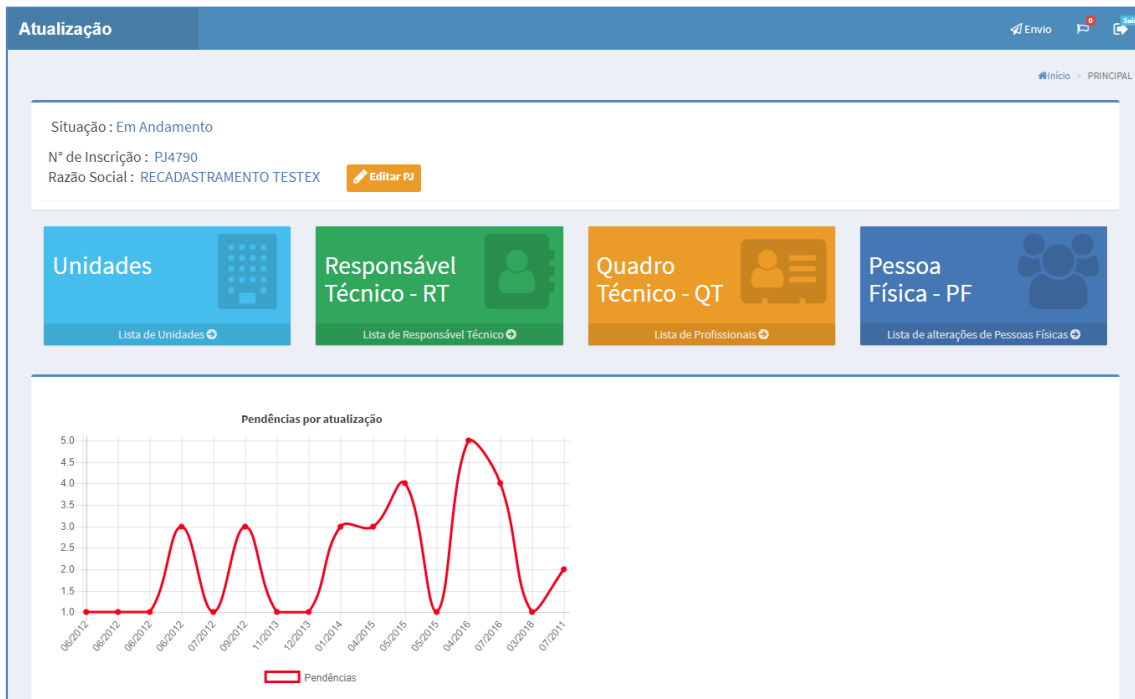 Atualização
Envio
0
Início > PRINCIPAL
Situação : Em Andamento
N° de Inscrição : PJ4790
Razão Social : RECADASTRAMENTO TESTEX
Editar PJ
Unidades
Lista de Unidades
Responsável
Técnico - RT
Lista de Responsável Técnico
Quadro
Técnico - QT
Lista de Profissionais
Pessoa
Física - PF
Lista de alterações de Pessoas Físicas
Pendências por atualização
5.0
4.5
4.0
3.5
3.0
2.5
2.0
1.5
1.0
06/2012
06/2012
06/2012
06/2012
07/2012
09/2012
11/2013
12/2013
01/2014
04/2015
05/2015
05/2015
04/2016
07/2016
03/2018
07/2011
Pendências